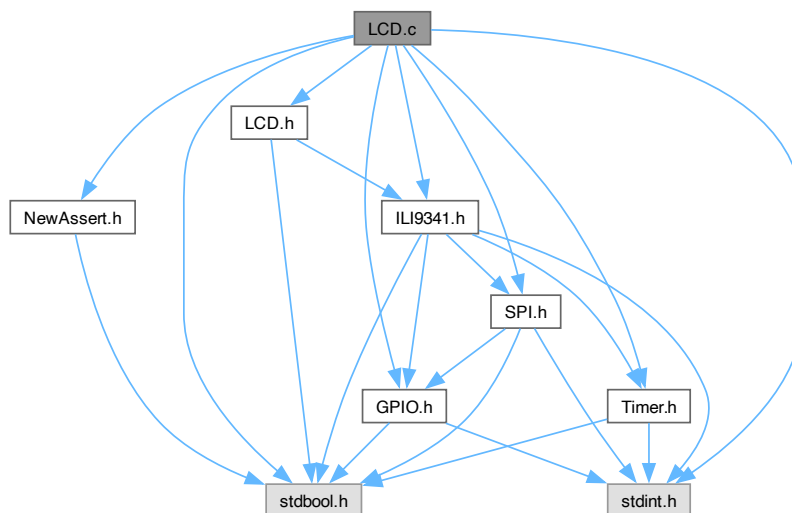 LCD.c
LCD.h
NewAssert.h
ILI9341.h
SPI.h
GPIO.h
Timer.h
stdbool.h
stdint.h